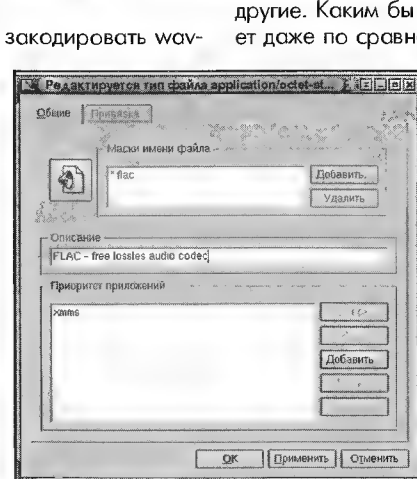 другие. Каким бы
закодировать wav-
ет даже по сравн
Редактируется тип файла application/octet-st...
Общие
Привязка
Маски имени файла
*flac
Добавить.
Удалить
Описание
FLAC - free lossles audio codec
Приоритет приложений
xmms
Добавить
OK
Применить
Отменить